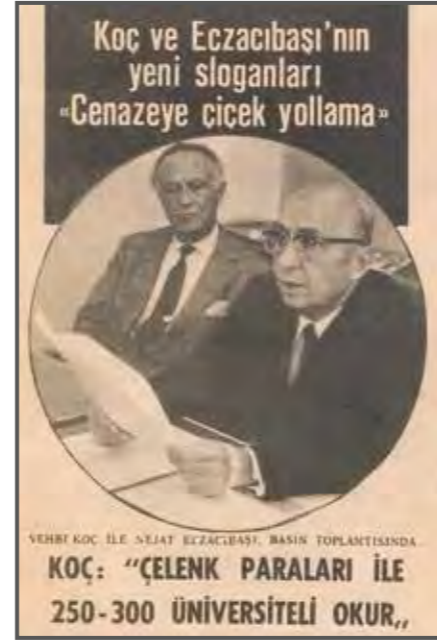 Koç ve Eczacıbaşı'nın
yeni sloganları
«Cenazeye çiçek yollama»
VEHBİ KOÇ İLE NEJAT ECZACIBAŞI, BASIN TOPLANTISINDA...
KOÇ: “ÇELENK PARALARI İLE
250-300 ÜNİVERSİTELİ OKUR„